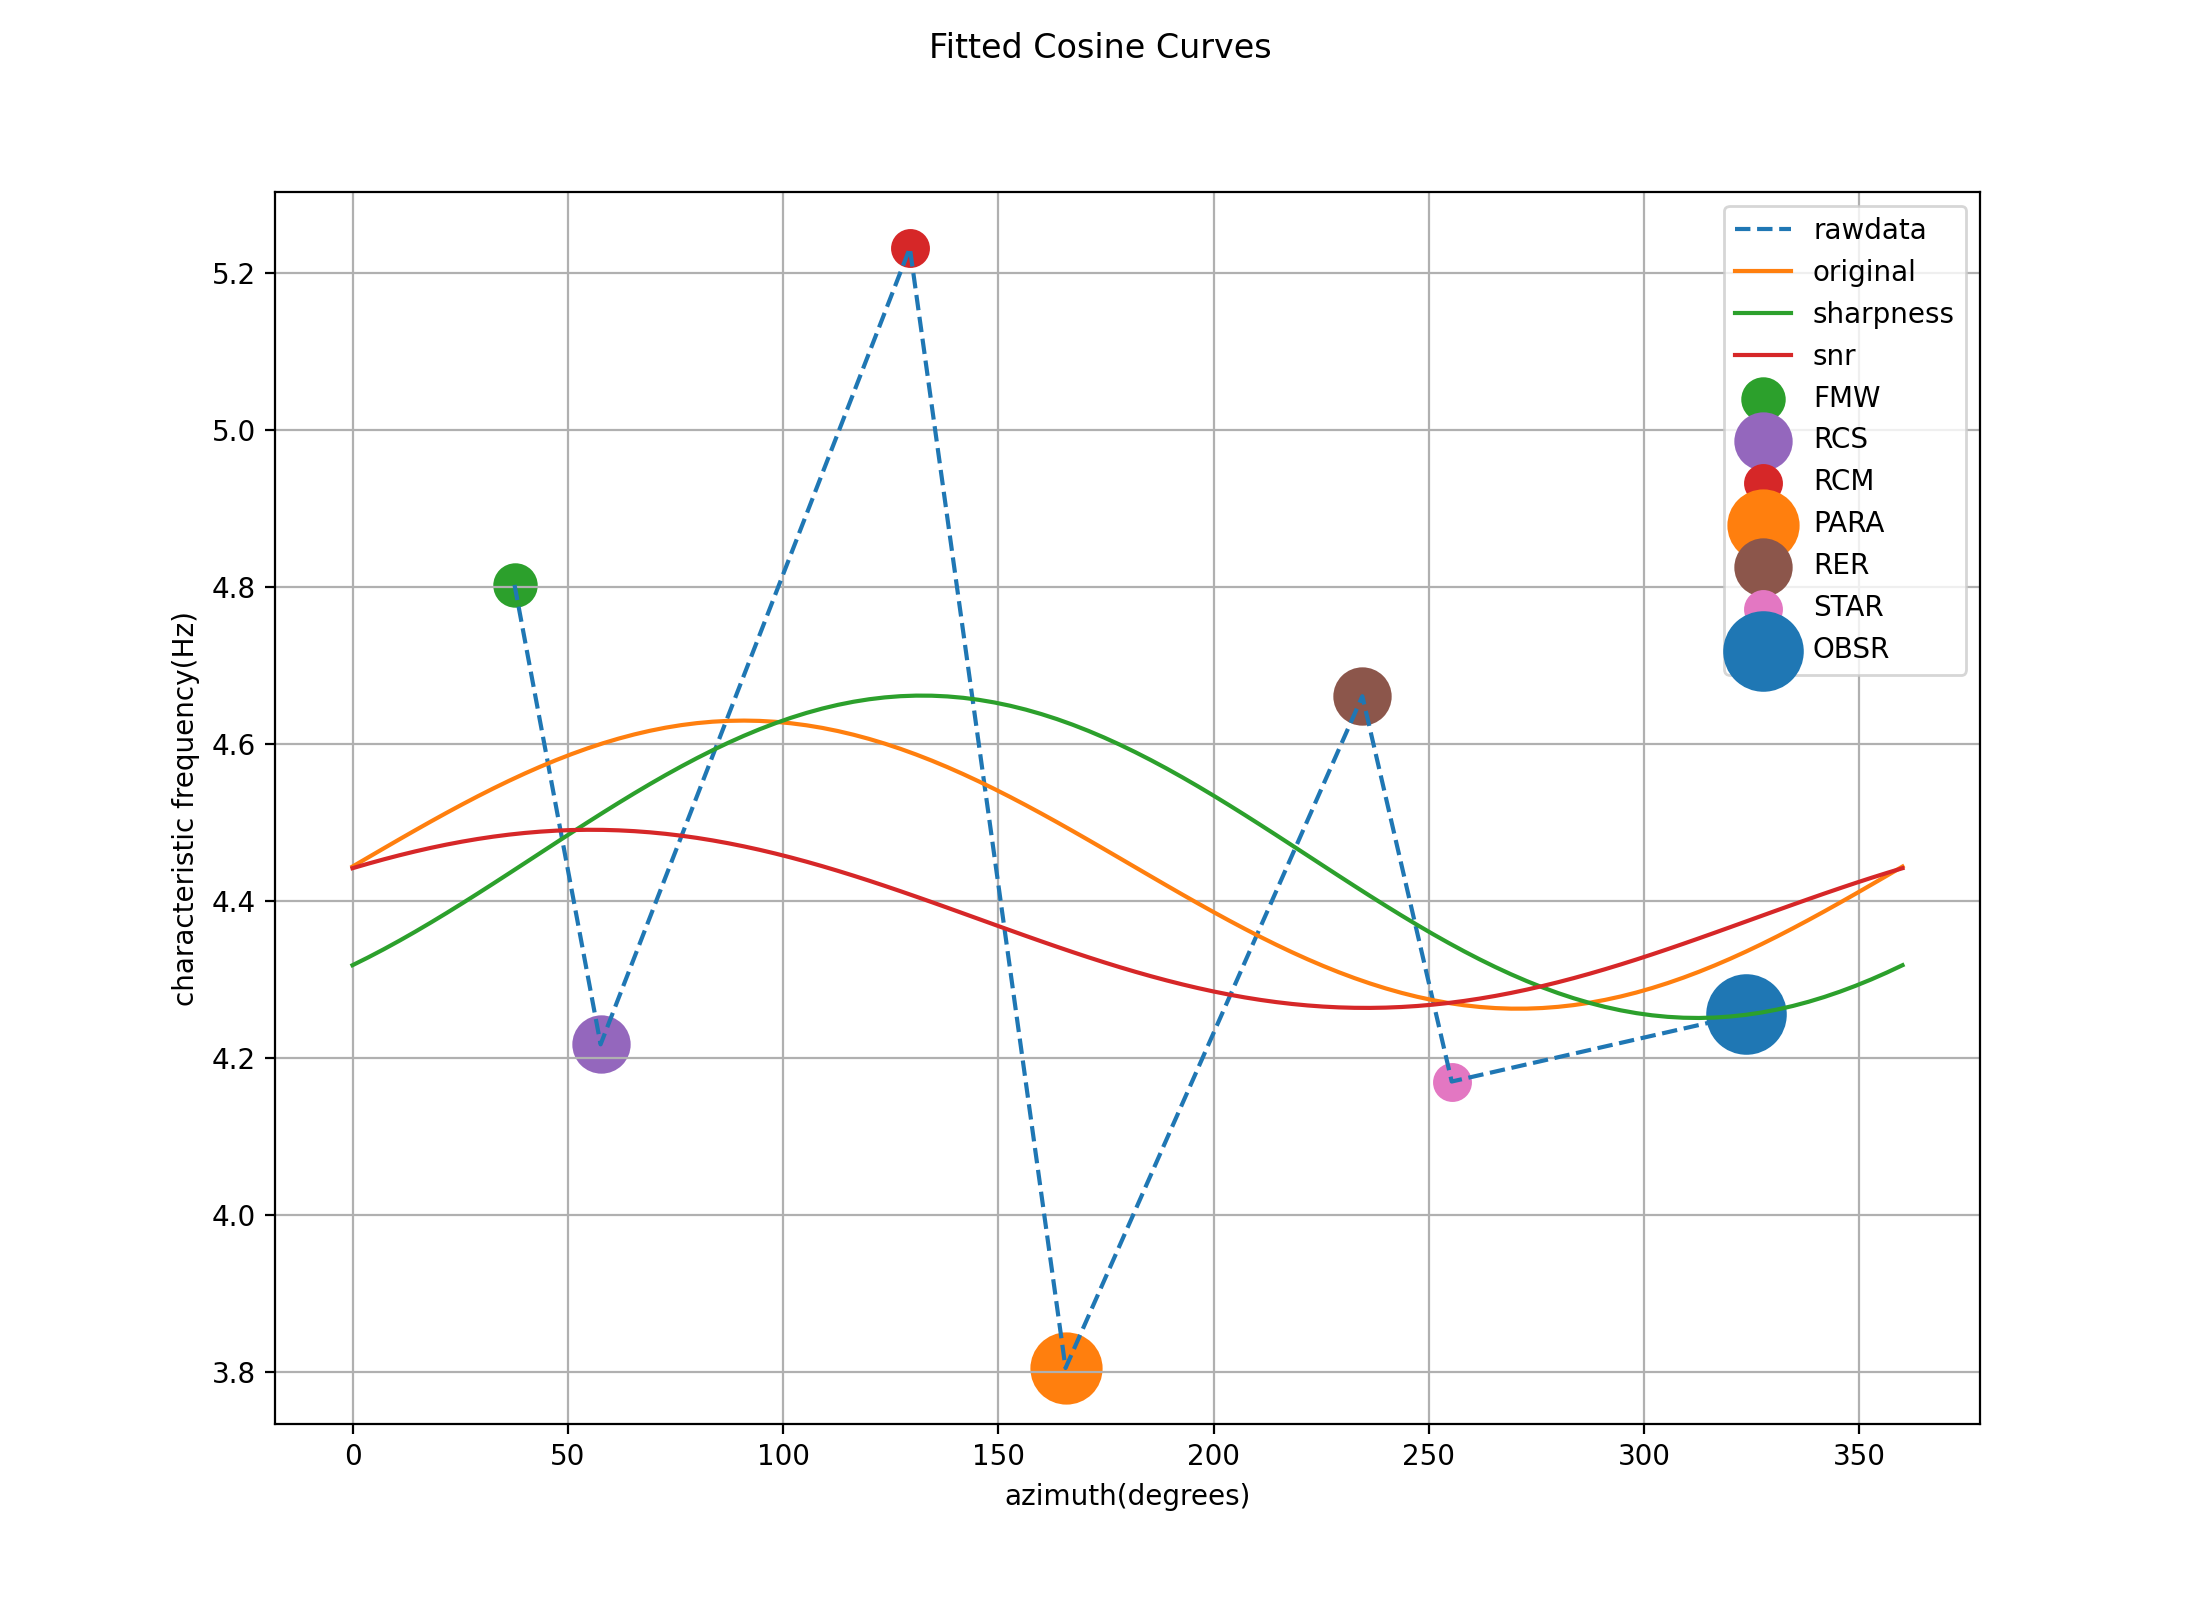 Fitted Cosine Curves
characteristic frequency(Hz)
5.2
5.0
4.8
4.6
4.4
4.2
4.0
3.8
rawdata
original
sharpness
snr
FMW
RCS
RCM
PARA
RER
STAR
OBSR
0 50 100 150 200 250 300 350
azimuth(degrees)